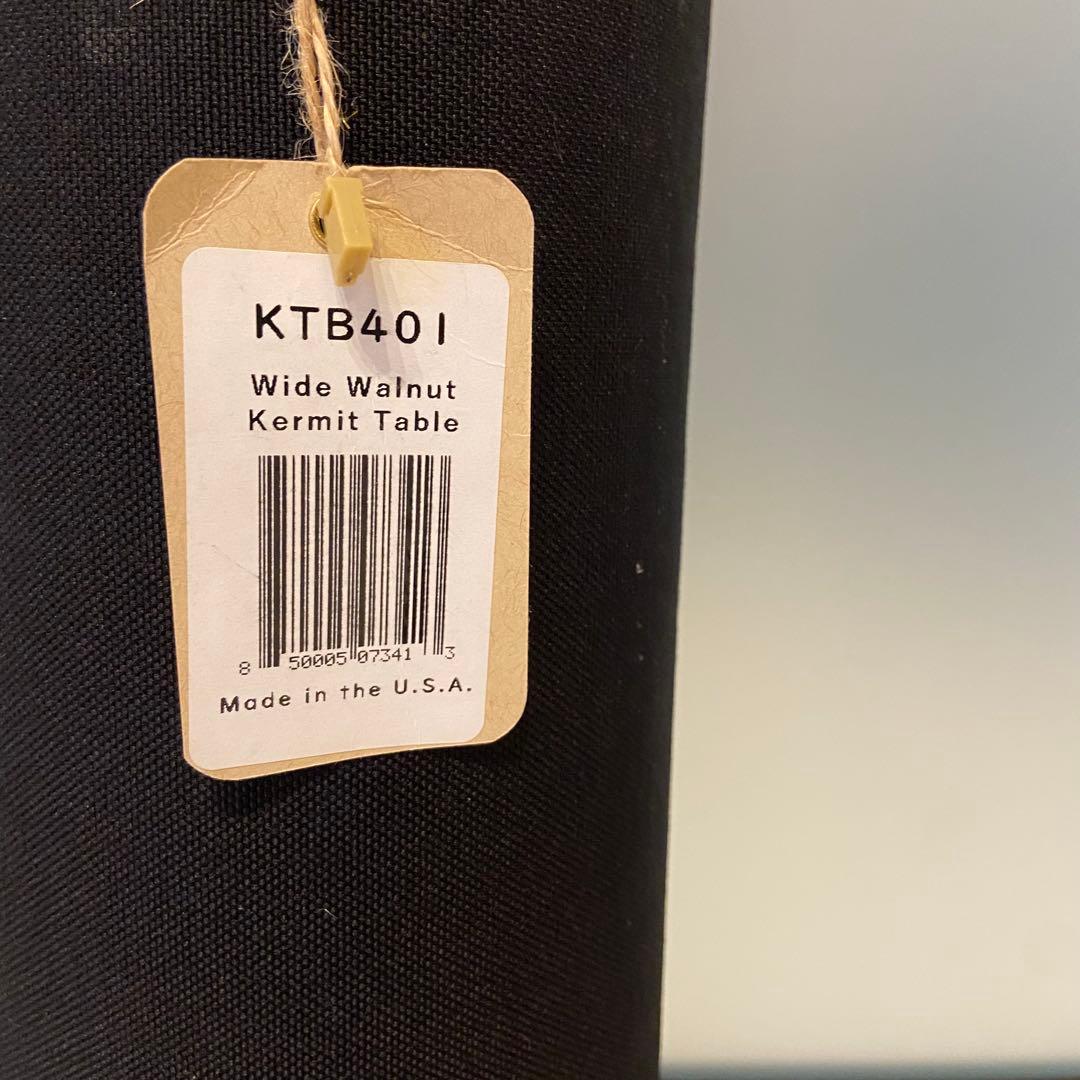 KTB401
Wide Walnut
Kermit Table
8 50005 07341 3
Made in the U.S.A.